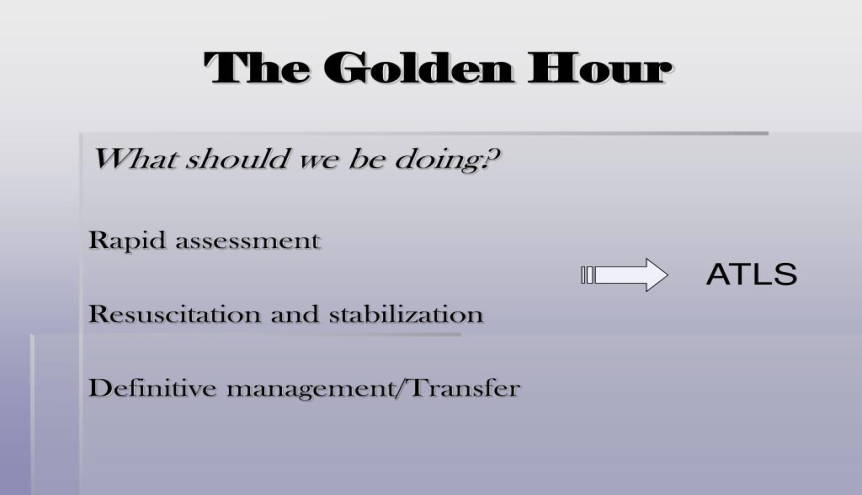 The Golden Hour
What should we be doing?
Rapid assessment
ATLS
Resuscitation and stabilization
Definitive management/Transfer